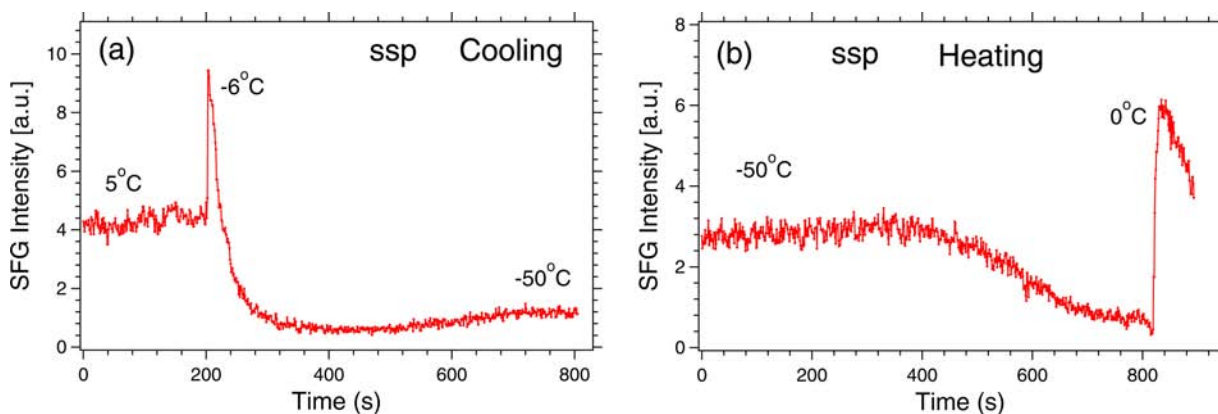 (a) ssp Cooling
10
8
6
4
2
0
-6°C
5°C
-50°C
SFG Intensity [a.u.]
0 200 400 600 800
Time (s)
(b) ssp Heating
8
6
4
2
0
0°C
-50°C
SFG Intensity [a.u.]
0 200 400 600 800
Time (s)